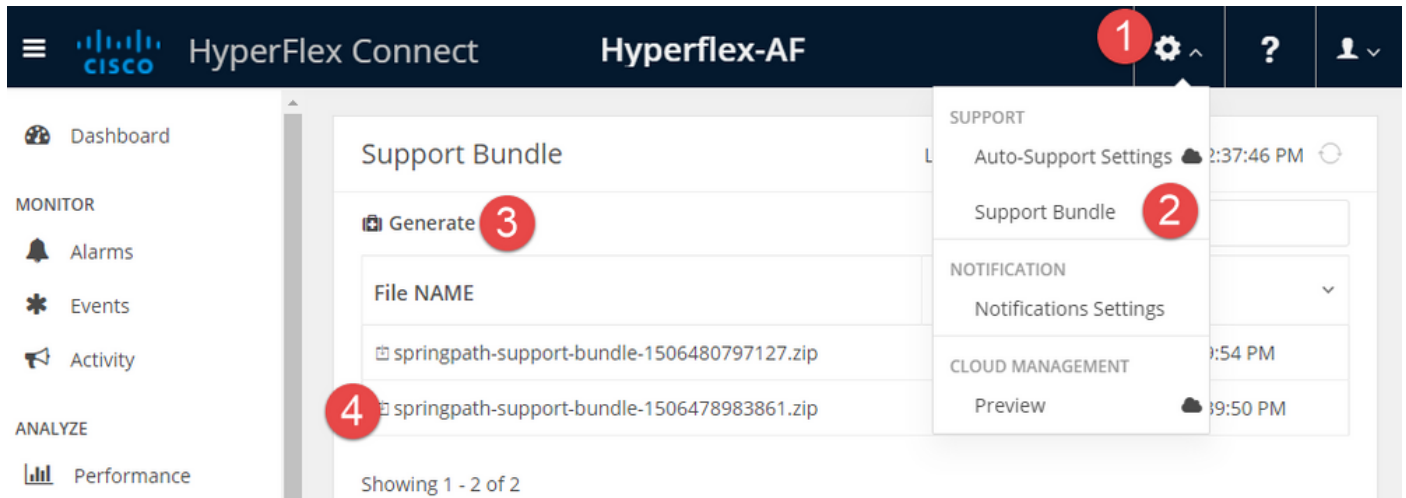 CISCO HyperFlex Connect Hyperflex-AF 1 ?
Dashboard
MONITOR
Alarms
Events
Activity
ANALYZE
Performance
Support Bundle L 2:37:46 PM
Generate 3
File NAME
springpath-support-bundle-1506480797127.zip 9:54 PM
4 springpath-support-bundle-1506478983861.zip 39:50 PM
Showing 1 - 2 of 2
SUPPORT
Auto-Support Settings
Support Bundle 2
NOTIFICATION
Notifications Settings
CLOUD MANAGEMENT
Preview